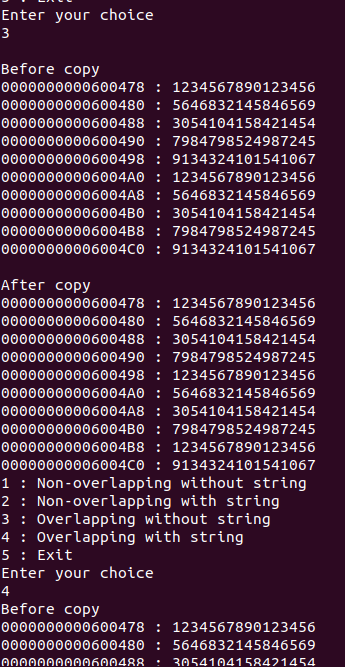 5 : Exit
Enter your choice
3
Before copy
0000000000600478 : 1234567890123456
0000000000600480 : 5646832145846569
0000000000600488 : 3054104158421454
0000000000600490 : 7984798524987245
0000000000600498 : 9134324101541067
00000000006004A0 : 1234567890123456
00000000006004A8 : 5646832145846569
00000000006004B0 : 3054104158421454
00000000006004B8 : 7984798524987245
00000000006004C0 : 9134324101541067
After copy
0000000000600478 : 1234567890123456
0000000000600480 : 5646832145846569
0000000000600488 : 3054104158421454
0000000000600490 : 7984798524987245
0000000000600498 : 1234567890123456
00000000006004A0 : 5646832145846569
00000000006004A8 : 3054104158421454
00000000006004B0 : 7984798524987245
00000000006004B8 : 1234567890123456
00000000006004C0 : 9134324101541067
1 : Non-overlapping without string
2 : Non-overlapping with string
3 : Overlapping without string
4 : Overlapping with string
5 : Exit
Enter your choice
4
Before copy
0000000000600478 : 1234567890123456
0000000000600480 : 5646832145846569
0000000000600488 : 3054104158421454